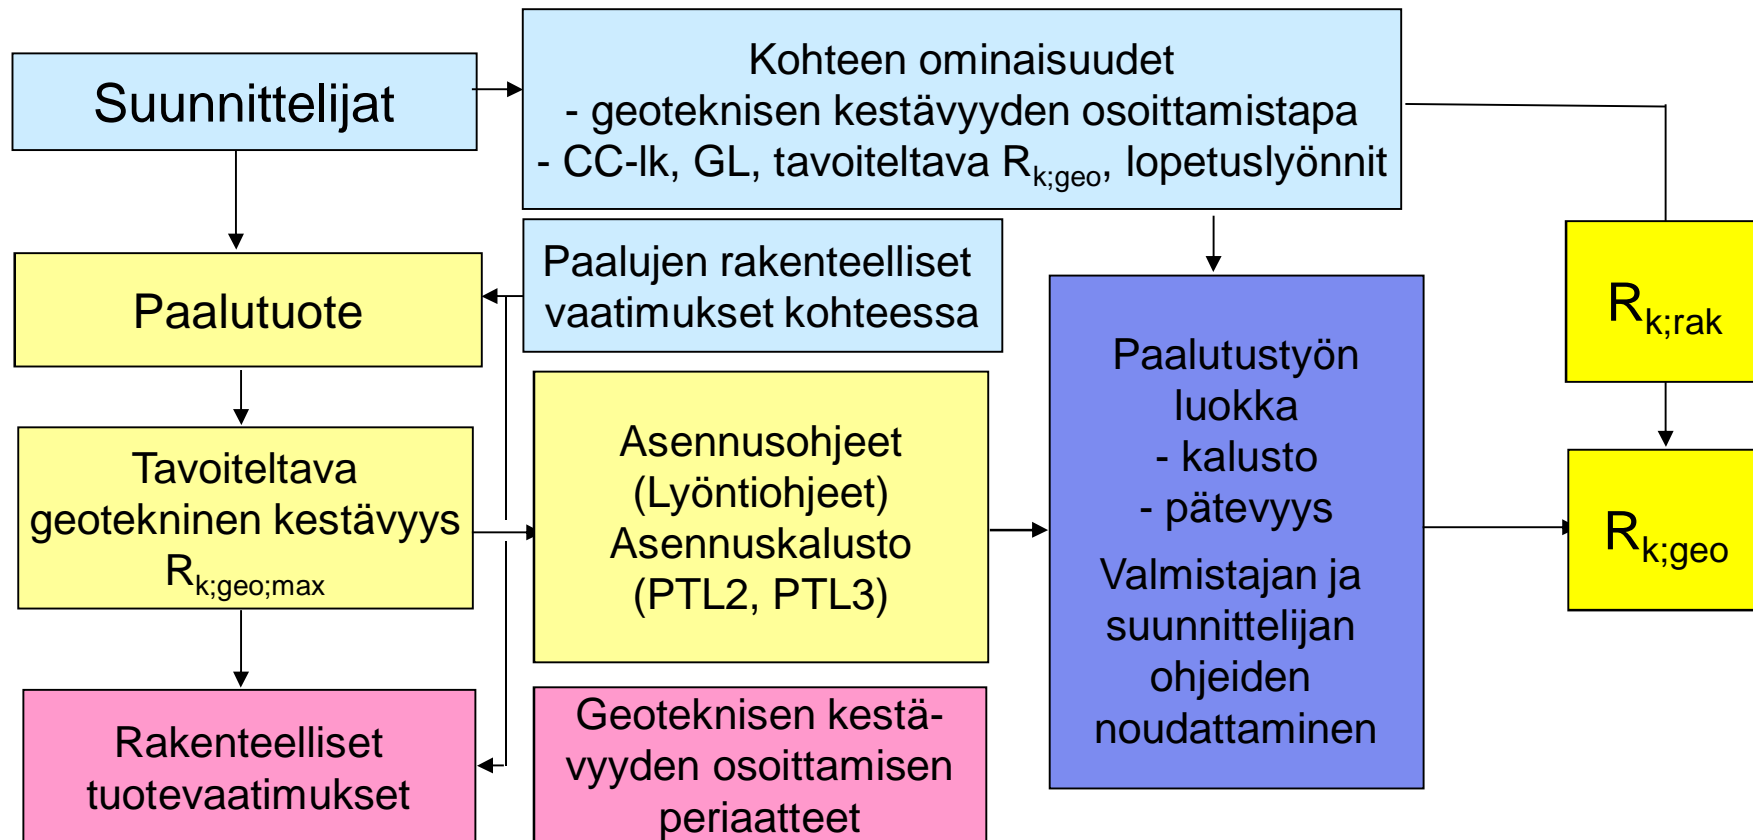 Suunnittelijat
Kohteen ominaisuudet
- geoteknisen kestävyyden osoittamistapa
- CC-lk, GL, tavoiteltava Rk;geo, lopetuslyönnit
Paalutuote
Paalujen rakenteelliset
vaatimukset kohteessa
Tavoiteltava
geotekninen kestävyys
Rk;geo;max
Asennusohjeet
(Lyöntiohjeet)
Asennuskalusto
(PTL2, PTL3)
Rakenteelliset
tuotevaatimukset
Geoteknisen kestä-
vyyden osoittamisen
periaatteet
Paalutustyön
luokka
- kalusto
- pätevyys
Valmistajan ja
suunnittelijan
ohjeiden
noudattaminen
Rk;rak
Rk;geo